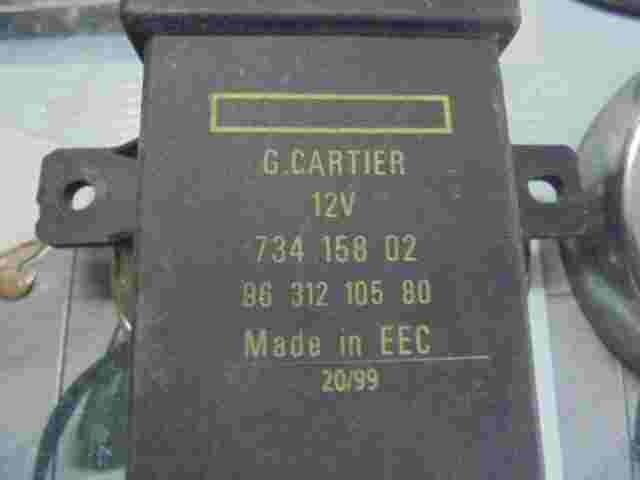 G.CARTIER
12V
734 158 02
96 312 105 80
Made in EEC
20/99